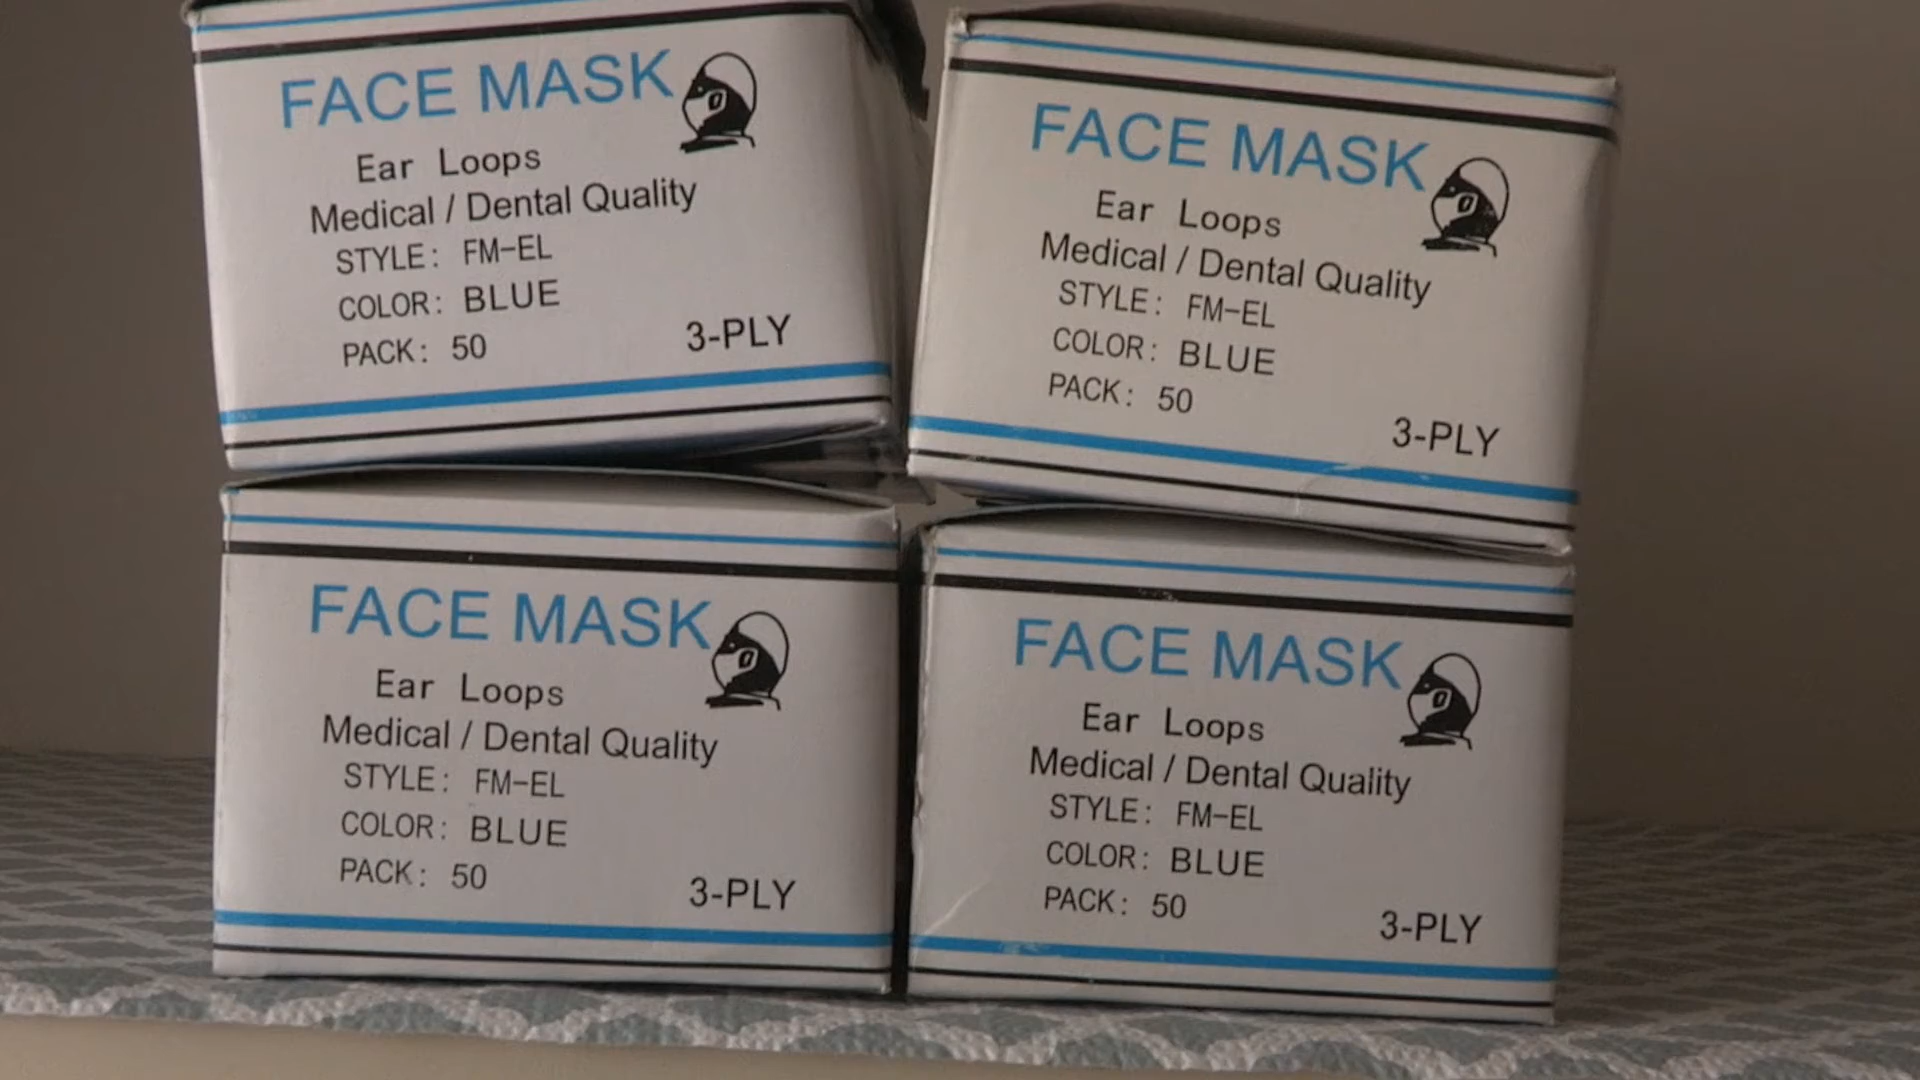 FACE MASK
Ear Loops
Medical / Dental Quality
STYLE: FM-EL
COLOR: BLUE
PACK: 50
3-PLY
FACE MASK
Ear Loops
Medical / Dental Quality
STYLE: FM-EL
COLOR: BLUE
PACK: 50
3-PLY
FACE MASK
Ear Loops
Medical / Dental Quality
STYLE: FM-EL
COLOR: BLUE
PACK: 50
3-PLY
FACE MASK
Ear Loops
Medical / Dental Quality
STYLE: FM-EL
COLOR: BLUE
PACK: 50
3-PLY